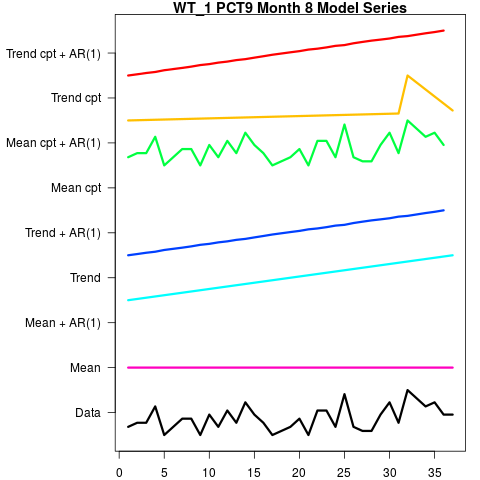 WT_1 PCT9 Month 8 Model Series
Trend cpt + AR(1)
Trend cpt
Mean cpt + AR(1)
Mean cpt
Trend + AR(1)
Trend
Mean + AR(1)
Mean
Data
0 5 10 15 20 25 30 35